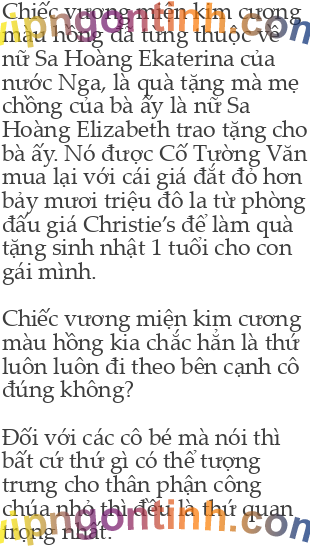 Chiếc vương miện kim cương
màu hồng đã từng thuộc về
nữ Sa Hoàng Ekaterina của
nước Nga, là quà tặng mà mẹ
chồng của bà ấy là nữ Sa
Hoàng Elizabeth trao tặng cho
bà ấy. Nó được Cố Tường Văn
mua lại với cái giá đắt đỏ hơn
bảy mươi triệu đô la từ phòng
đấu giá Christie’s để làm quà
tặng sinh nhật 1 tuổi cho con
gái mình.
Chiếc vương miện kim cương
màu hồng kia chắc hẳn là thứ
luôn luôn đi theo bên cạnh cô
đúng không?
Đối với các cô bé mà nói thì
bất cứ thứ gì có thể tượng
trưng cho thân phận công
chúa nhỏ thì đều là thứ quan
trọng nhất.
vupngontinh.com